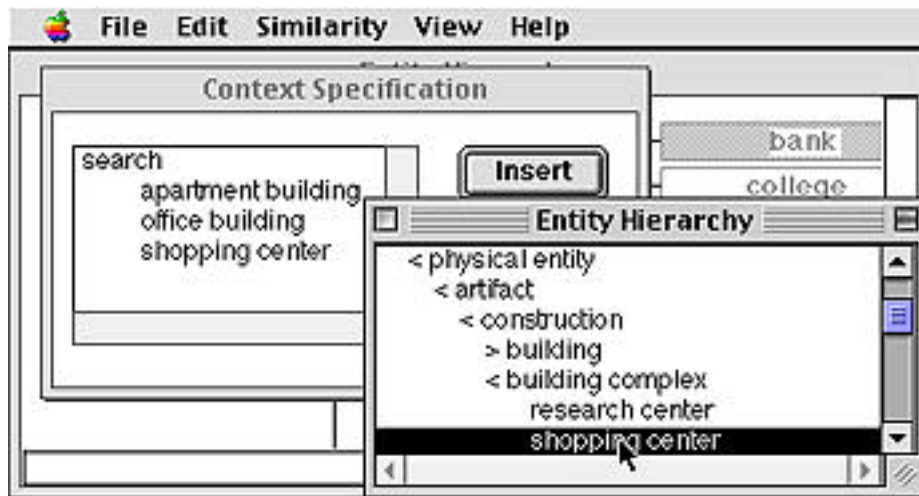 File Edit Similarity View Help
Context Specification
search
apartment building
office building
shopping center
Insert
bank
college
Entity Hierarchy
< physical entity
< artifact
< construction
> building
< building complex
research center
shopping center